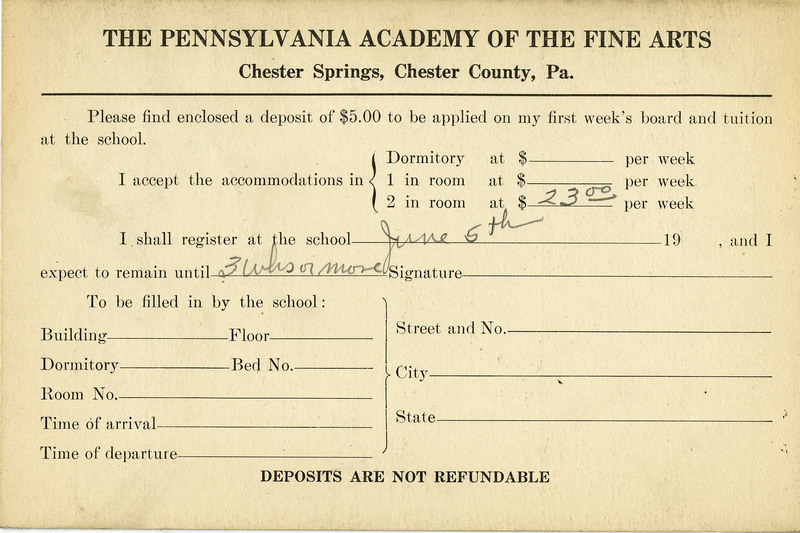 THE PENNSYLVANIA ACADEMY OF THE FINE ARTS
Chester Springs, Chester County, Pa.
Please find enclosed a deposit of $5.00 to be applied on my first week's board and tuition
at the school.
I accept the accommodations in
Dormitory at $ per week
1 in room at $ per week
2 in room at $ 23 00 per week
I shall register at the school June 5th 19 , and I
expect to remain until 3 whs or more Signature
To be filled in by the school:
Building Floor
Dormitory Bed No.
Room No.
Time of arrival
Time of departure
Street and No.
City
State
DEPOSITS ARE NOT REFUNDABLE